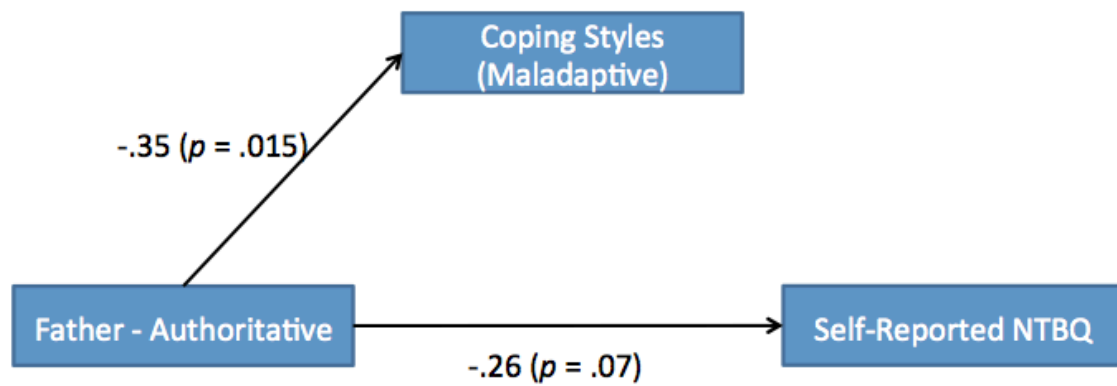 Coping Styles
(Maladaptive)
-.35 (p = .015)
Father - Authoritative
-.26 (p = .07)
Self-Reported NTBQ